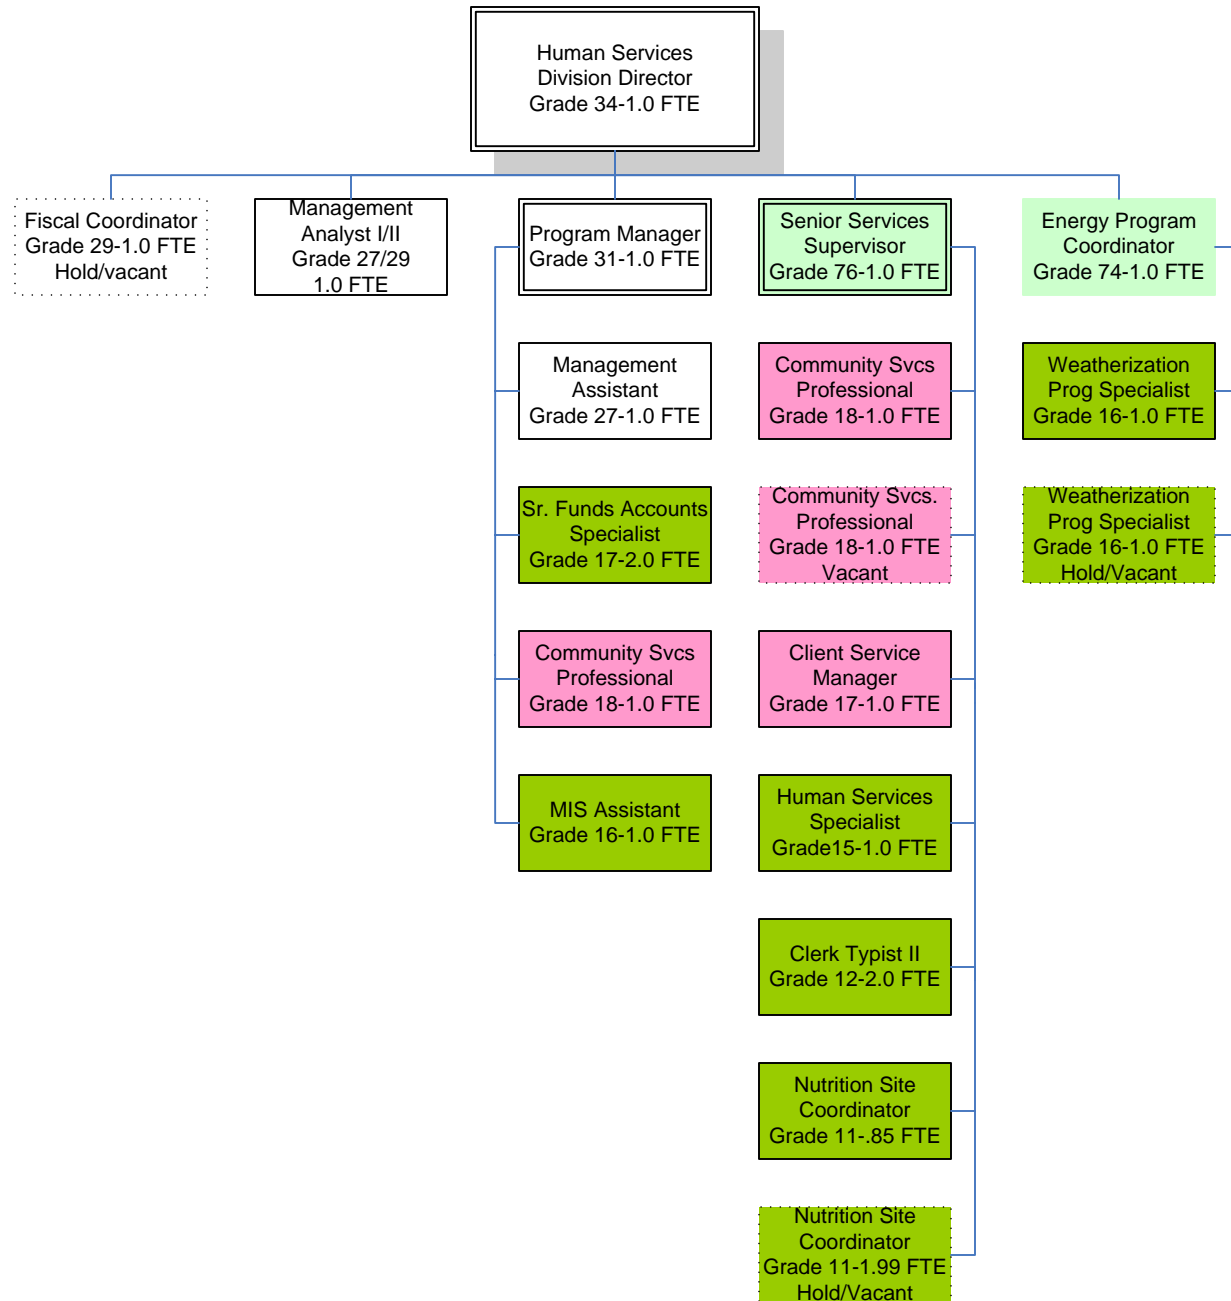 Human Services
Division Director
Grade 34-1.0 FTE
Fiscal Coordinator
Grade 29-1.0 FTE
Hold/vacant
Management
Analyst I/II
Grade 27/29
1.0 FTE
Program Manager
Grade 31-1.0 FTE
Senior Services
Supervisor
Grade 76-1.0 FTE
Energy Program
Coordinator
Grade 74-1.0 FTE
Management
Assistant
Grade 27-1.0 FTE
Community Svcs
Professional
Grade 18-1.0 FTE
Weatherization
Prog Specialist
Grade 16-1.0 FTE
Sr. Funds Accounts
Specialist
Grade 17-2.0 FTE
Community Svcs.
Professional
Grade 18-1.0 FTE
Vacant
Weatherization
Prog Specialist
Grade 16-1.0 FTE
Hold/Vacant
Community Svcs
Professional
Grade 18-1.0 FTE
Client Service
Manager
Grade 17-1.0 FTE
MIS Assistant
Grade 16-1.0 FTE
Human Services
Specialist
Grade15-1.0 FTE
Clerk Typist II
Grade 12-2.0 FTE
Nutrition Site
Coordinator
Grade 11-.85 FTE
Nutrition Site
Coordinator
Grade 11-1.99 FTE
Hold/Vacant